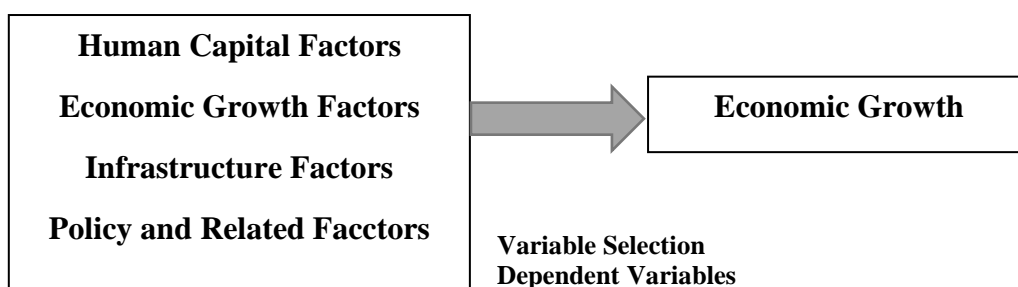 Human Capital Factors
Economic Growth Factors
Infrastructure Factors
Policy and Related Facctors
Economic Growth
Variable Selection
Dependent Variables